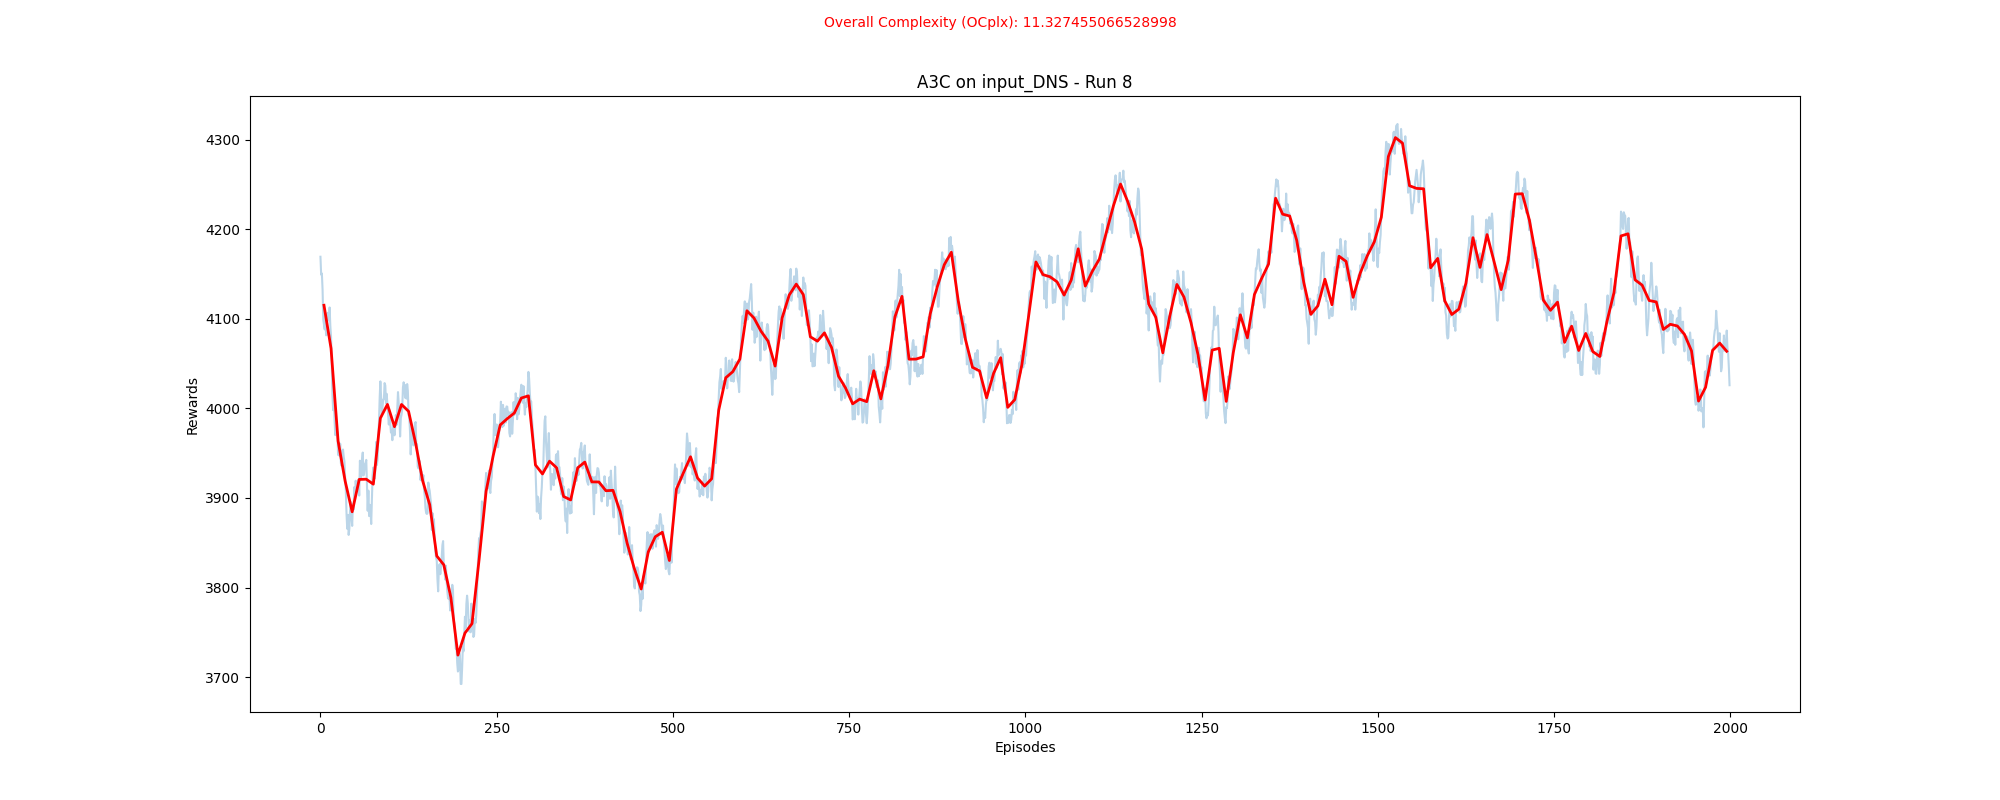 Overall Complexity (OCplx): 11.327455066528998
A3C on input_DNS - Run 8
Rewards
4300
4200
4100
4000
3900
3800
3700
0 250 500 750 1000 1250 1500 1750 2000
Episodes